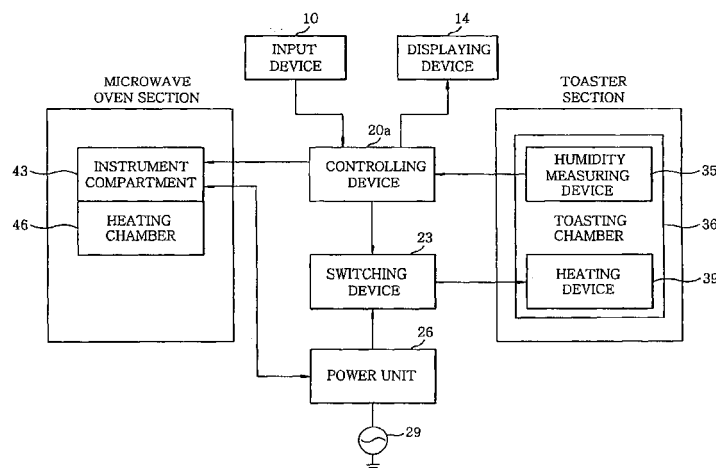 10
INPUT
DEVICE
14
DISPLAYING
DEVICE
MICROWAVE
OVEN SECTION
43
INSTRUMENT
COMPARTMENT
46
HEATING
CHAMBER
20a
CONTROLLING
DEVICE
23
SWITCHING
DEVICE
26
POWER UNIT
29
TOASTER
SECTION
HUMIDITY
MEASURING
DEVICE
35
TOASTING
CHAMBER
36
HEATING
DEVICE
39